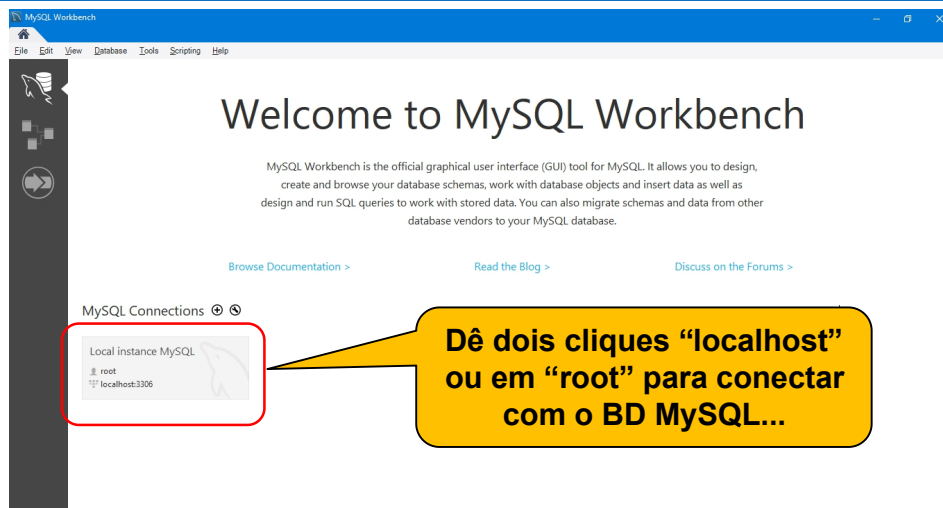 MySQL Workbench
File Edit View Database Tools Scripting Help
Welcome to MySQL Workbench
MySQL Workbench is the official graphical user interface (GUI) tool for MySQL. It allows you to design,
create and browse your database schemas, work with database objects and insert data as well as
design and run SQL queries to work with stored data. You can also migrate schemas and data from other
database vendors to your MySQL database.
Browse Documentation > Read the Blog > Discuss on the Forums >
MySQL Connections
Local instance MySQL
root
localhost:3306
Dê dois cliques “localhost”
ou em “root” para conectar
com o BD MySQL...